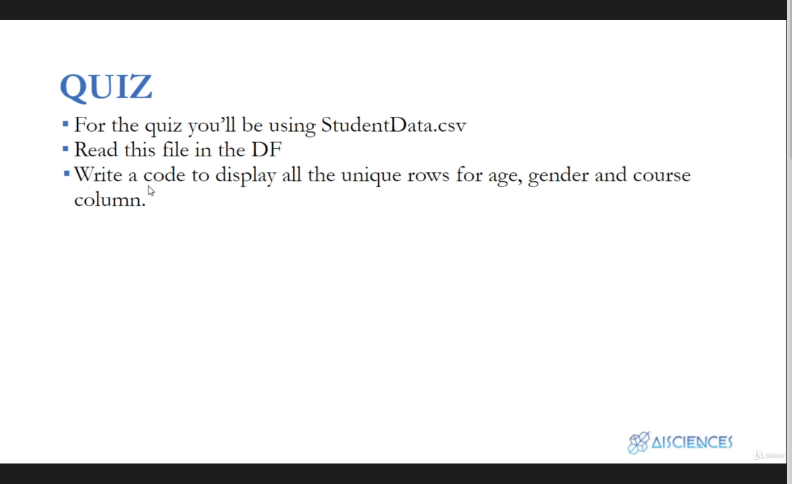 QUIZ
▪ For the quiz you'll be using StudentData.csv
▪ Read this file in the DF
▪ Write a code to display all the unique rows for age, gender and course
column.
AISCIENCES
Udemy